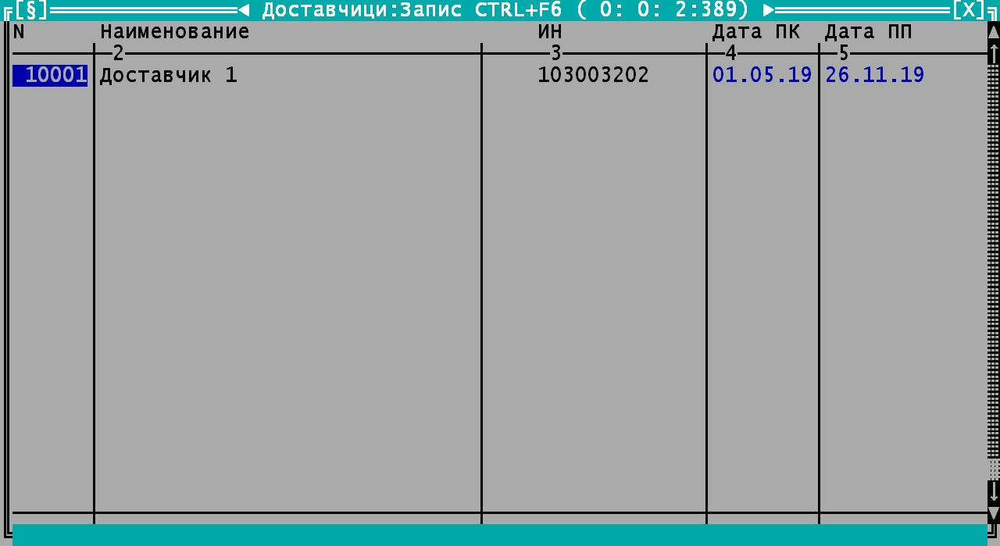 [§] Доставчици:Запис CTRL+F6 ( 0: 0: 2:389) [X]
N Наименование ИН Дата ПК Дата ПП
2 3 4 5
10001 Доставчик 1 103003202 01.05.19 26.11.19